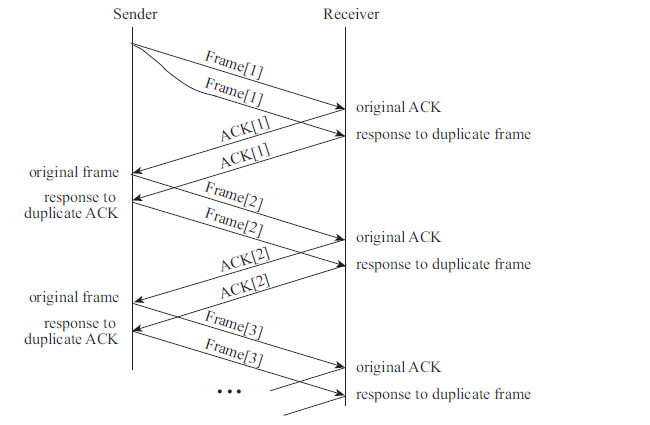 Sender
Receiver
Frame[1]
Frame[1]
original ACK
ACK[1]
response to duplicate frame
ACK[1]
original frame
Frame[2]
response to
duplicate ACK
Frame[2]
original ACK
ACK[2]
response to duplicate frame
ACK[2]
original frame
Frame[3]
response to
duplicate ACK
Frame[3]
original ACK
•••
response to duplicate frame